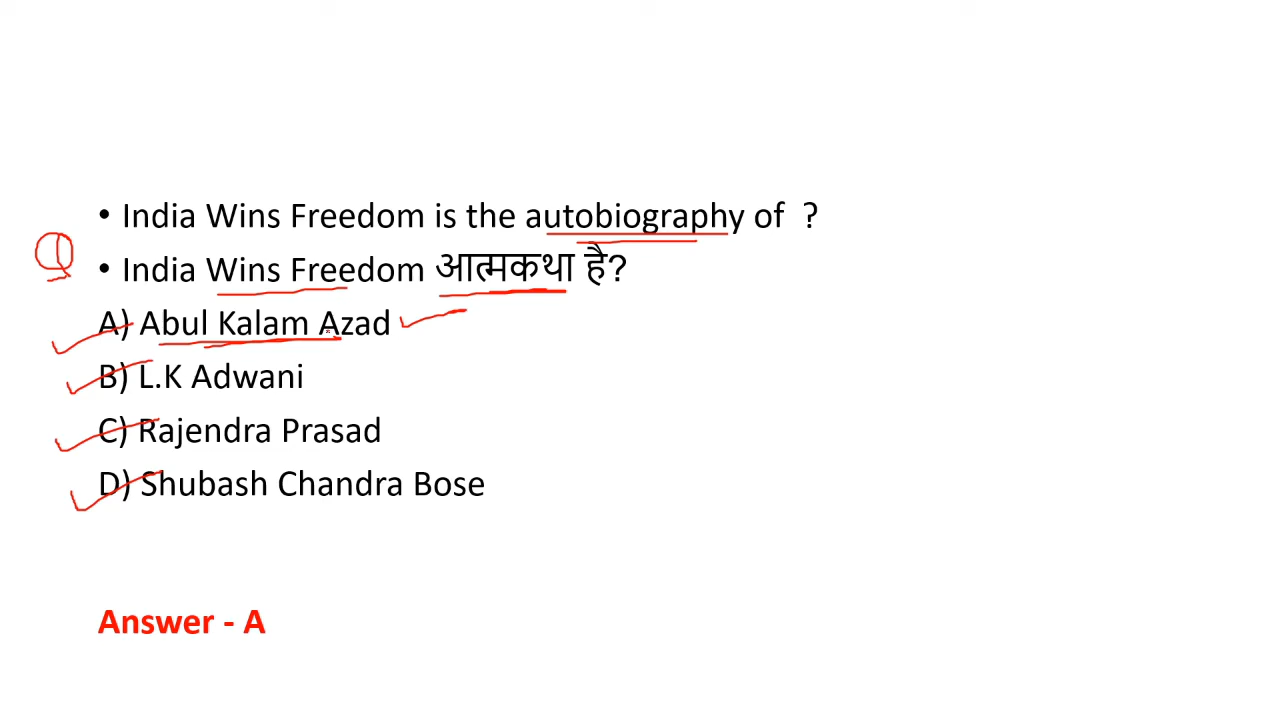 • India Wins Freedom is the autobiography of ?
Q
• India Wins Freedom आत्मकथा है?
A) Abul Kalam Azad
B) L.K Adwani
C) Rajendra Prasad
D) Shubash Chandra Bose
Answer - A